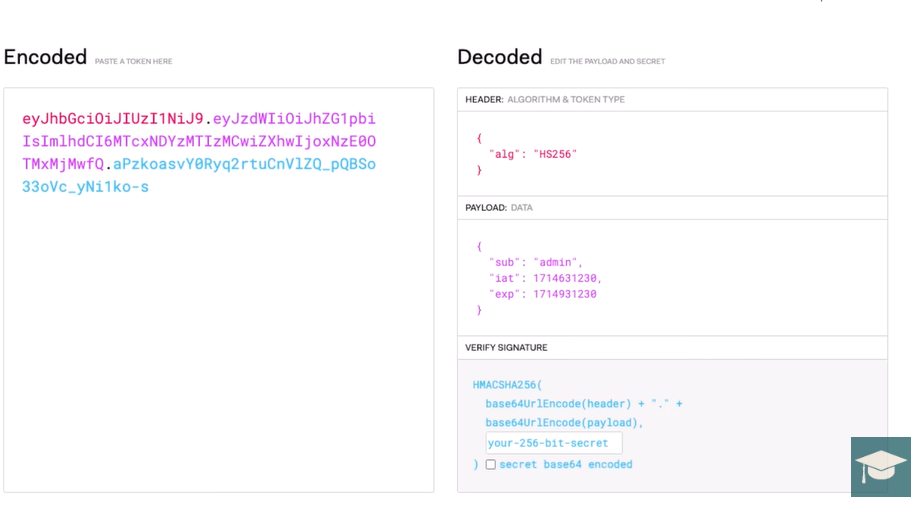 Encoded PASTE A TOKEN HERE
eyJhbGciOiJIUzI1NiJ9.eyJzdWIiOiJhZG1pbi
IsImlhdCI6MTcxNDYzMTIzMCwiZXhwIjoxNzE0O
TMxMjMwfQ.aPzkoasvY0Ryq2rtuCnVlZQ_pQBSo
33oVc_yNi1ko-s
Decoded EDIT THE PAYLOAD AND SECRET
HEADER: ALGORITHM & TOKEN TYPE
{
"alg": "HS256"
}
PAYLOAD: DATA
{
"sub": "admin",
"iat": 1714631230,
"exp": 1714931230
}
VERIFY SIGNATURE
HMACSHA256(
base64UrlEncode(header) + "." +
base64UrlEncode(payload),
your-256-bit-secret
) secret base64 encoded